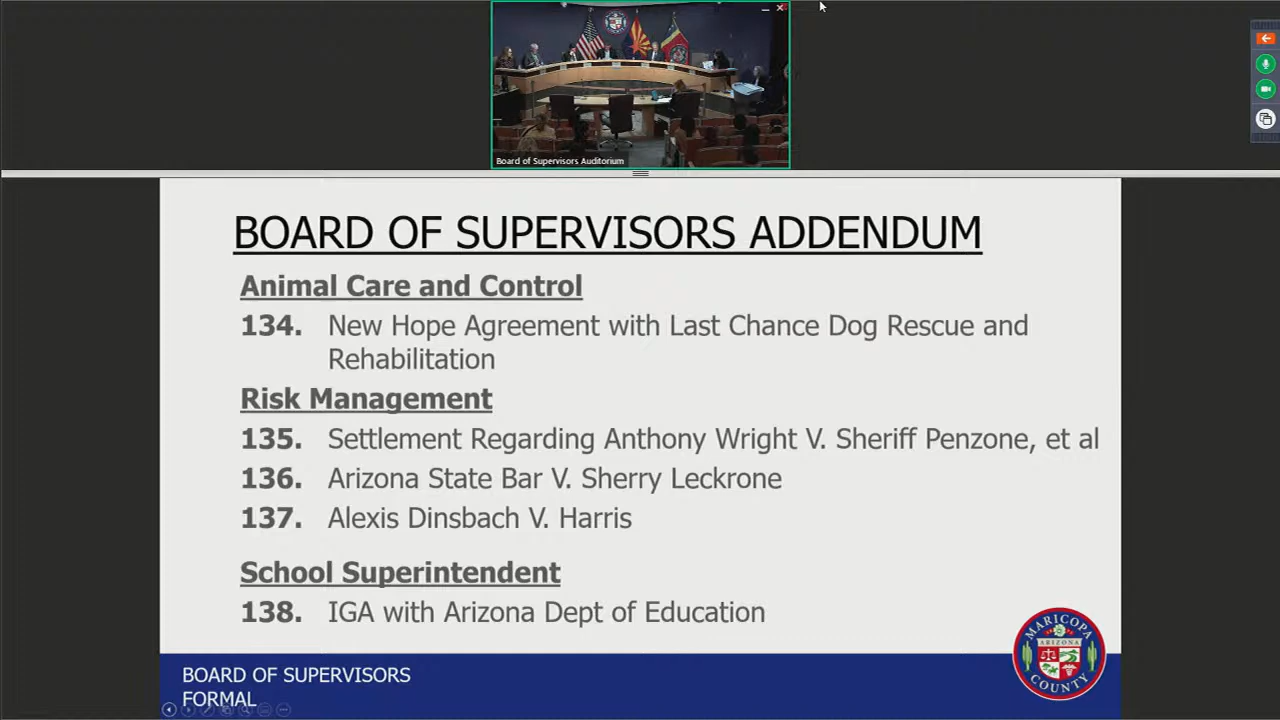 Board of Supervisors Auditorium
BOARD OF SUPERVISORS ADDENDUM
Animal Care and Control
134. New Hope Agreement with Last Chance Dog Rescue and
Rehabilitation
Risk Management
135. Settlement Regarding Anthony Wright V. Sheriff Penzone, et al
136. Arizona State Bar V. Sherry Leckrone
137. Alexis Dinsbach V. Harris
School Superintendent
138. IGA with Arizona Dept of Education
MARICOPA
ARIZONA
COUNTY
BOARD OF SUPERVISORS
FORMAL